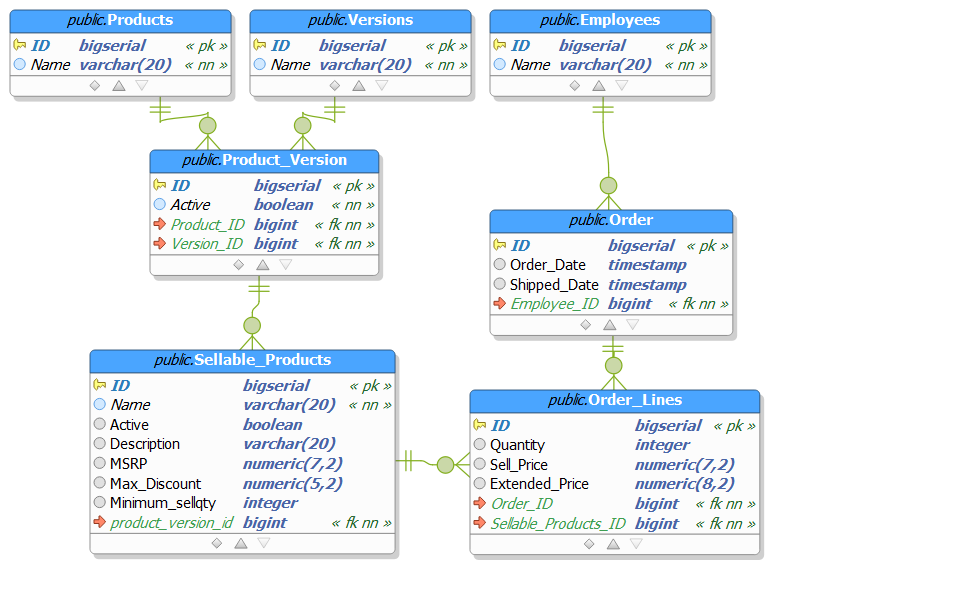 public.Products
ID bigserial « pk »
Name varchar(20) « nn »
public.Versions
ID bigserial « pk »
Name varchar(20) « nn »
public.Employees
ID bigserial « pk »
Name varchar(20) « nn »
public.Product_Version
ID bigserial « pk »
Active boolean « nn »
Product_ID bigint « fk nn »
Version_ID bigint « fk nn »
public.Order
ID bigserial « pk »
Order_Date timestamp
Shipped_Date timestamp
Employee_ID bigint « fk nn »
public.Sellable_Products
ID bigserial « pk »
Name varchar(20) « nn »
Active boolean
Description varchar(20)
MSRP numeric(7,2)
Max_Discount numeric(5,2)
Minimum_sellqty integer
product_version_id bigint « fk nn »
public.Order_Lines
ID bigserial « pk »
Quantity integer
Sell_Price numeric(7,2)
Extended_Price numeric(8,2)
Order_ID bigint « fk nn »
Sellable_Products_ID bigint « fk nn »